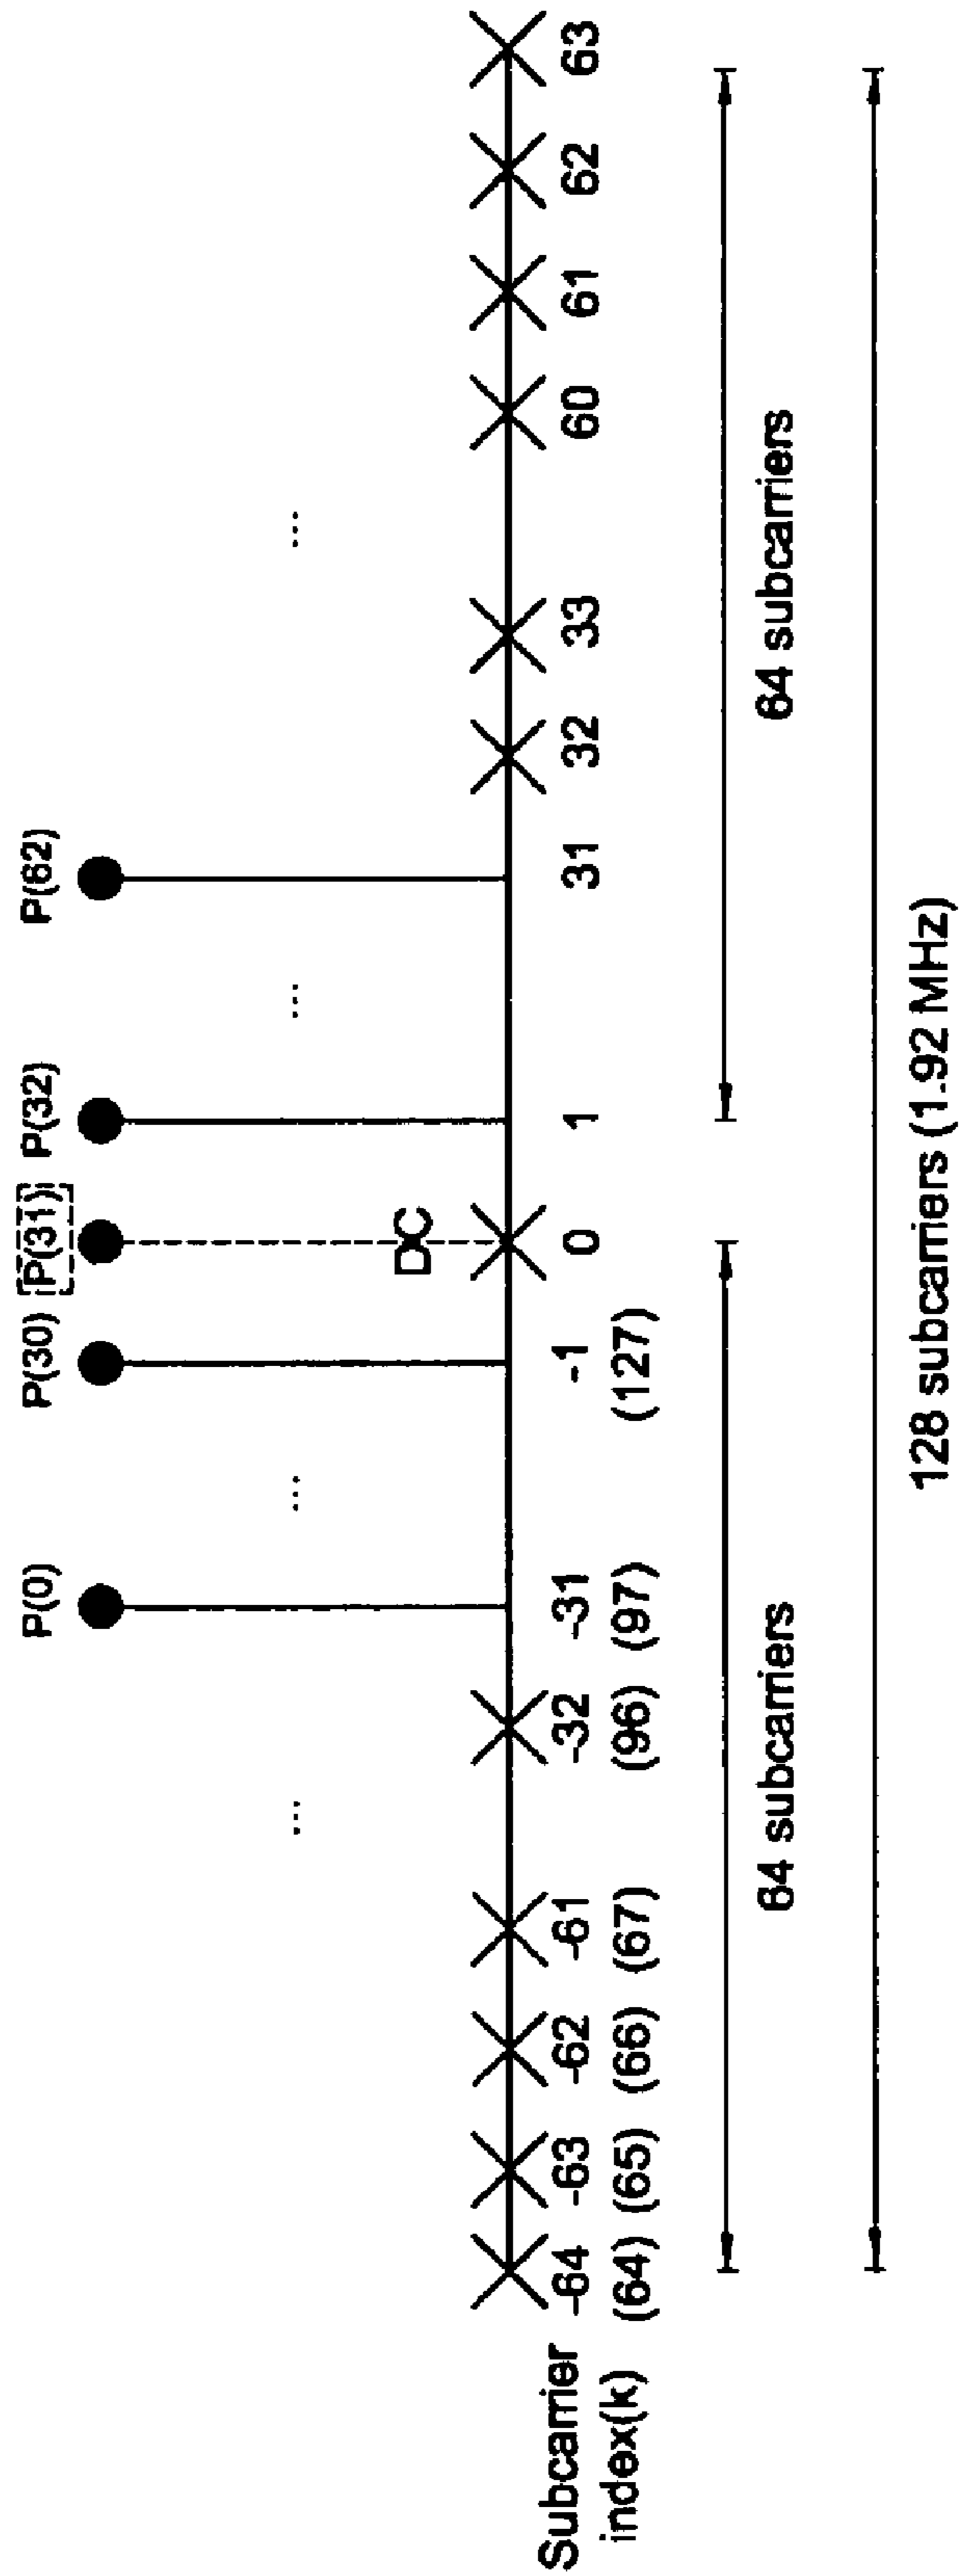 P(0) P(30) P(31) P(32) P(62)
... ... ... ...
DC
Subcarrier -64 -63 -62 -61 -32 -31 -1 0 1 31 32 33 60 61 62 63
index(k) (64) (65) (66) (67) (96) (97) (127)
64 subcarriers 64 subcarriers
128 subcarriers (1.92 MHz)